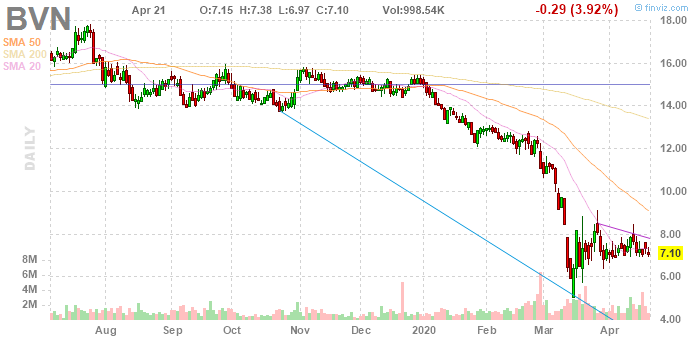 BVN
Apr 21
O:7.15 H:7.38 L:6.97 C:7.10
Vol:998.54K
-0.29 (3.92%)
© finviz.com
SMA 50
SMA 200
SMA 20
DAILY
18.00
16.00
14.00
12.00
10.00
8.00
7.10
6.00
4.00
8M
6M
4M
2M
Aug Sep Oct Nov Dec 2020 Feb Mar Apr